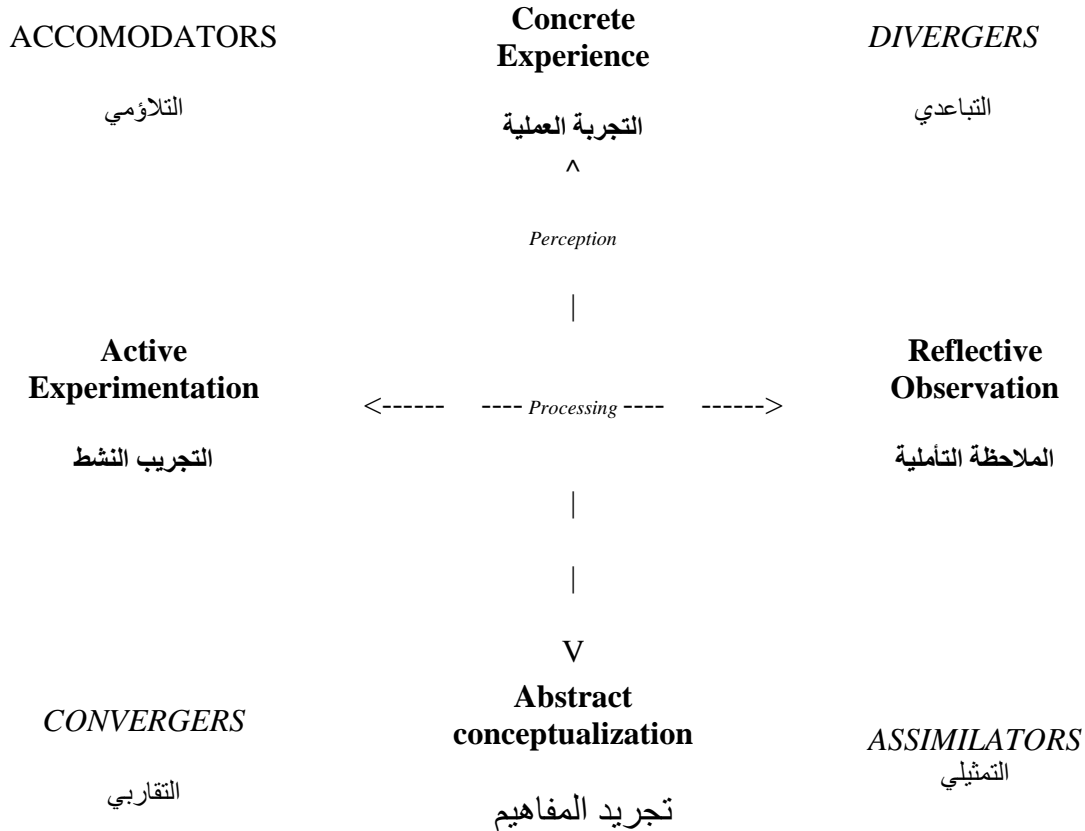 ACCOMODATORS
Concrete
Experience
DIVERGERS
التلاؤمي
التجربة العملية
التباعدي
^
Perception
|
Active
Experimentation
Reflective
Observation
<------ ---- Processing ---- ------>
التجريب النشط
الملاحظة التأملية
|
|
V
CONVERGERS
Abstract
conceptualization
ASSIMILATORS
التقاربي
تجريد المفاهيم
التمثيلي